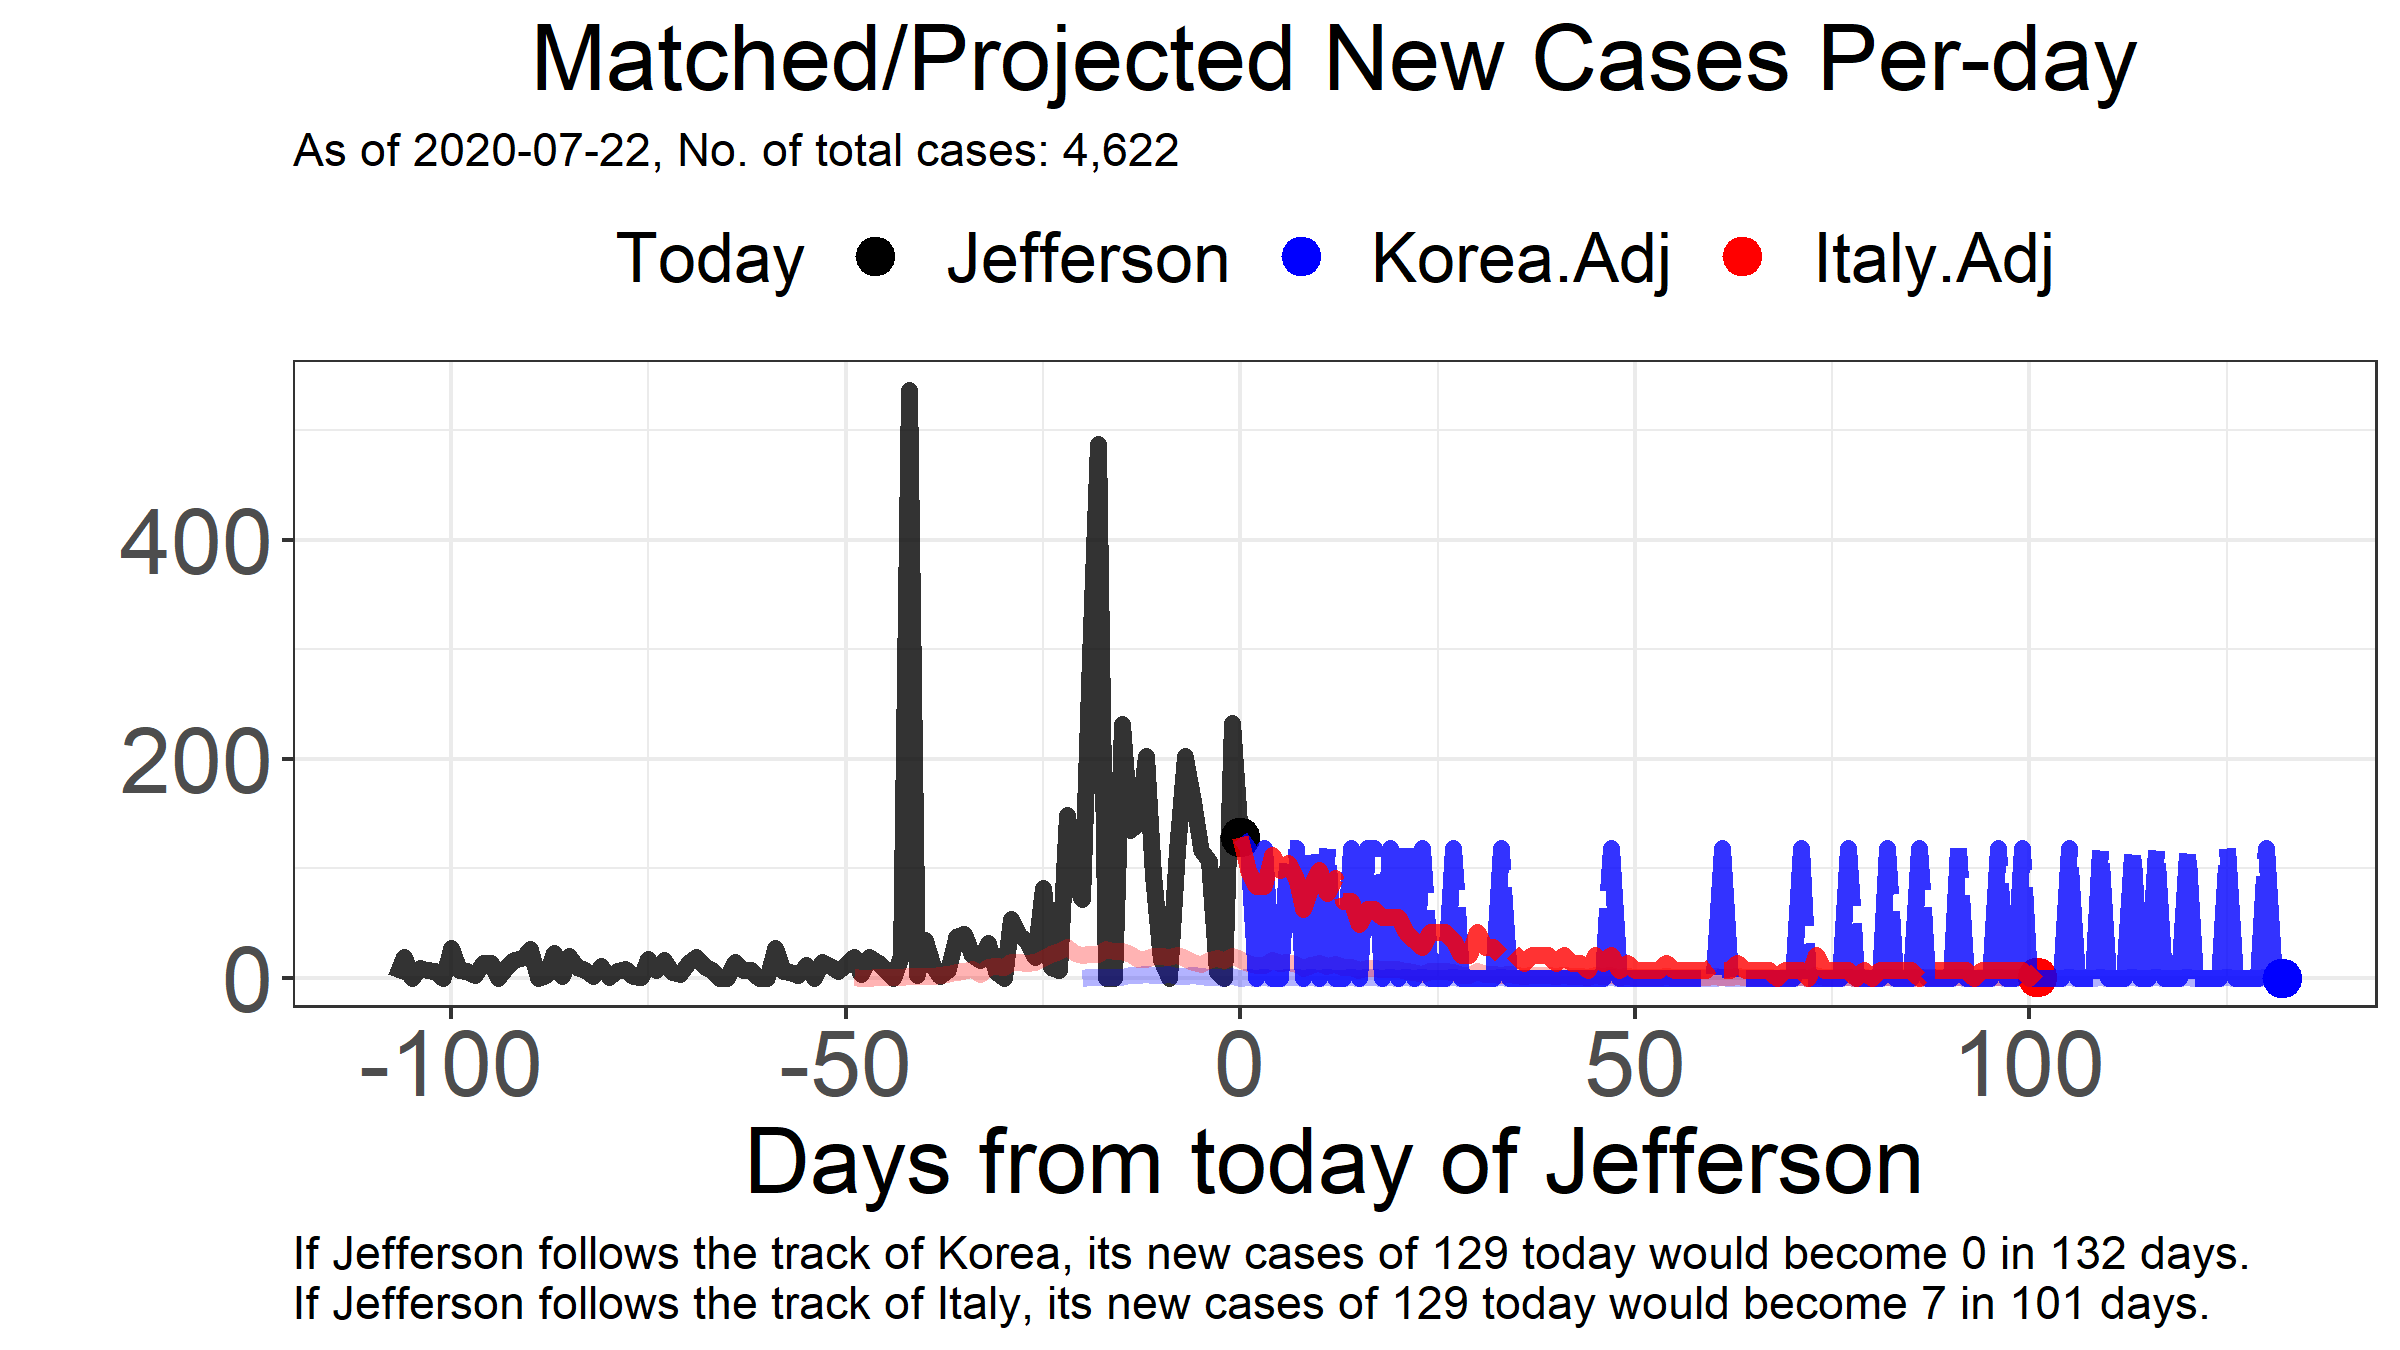 Matched/Projected New Cases Per-day
As of 2020-07-22, No. of total cases: 4,622
Today Jefferson Korea.Adj Italy.Adj
400
200
0
-100 -50 0 50 100
Days from today of Jefferson
If Jefferson follows the track of Korea, its new cases of 129 today would become 0 in 132 days.
If Jefferson follows the track of Italy, its new cases of 129 today would become 7 in 101 days.